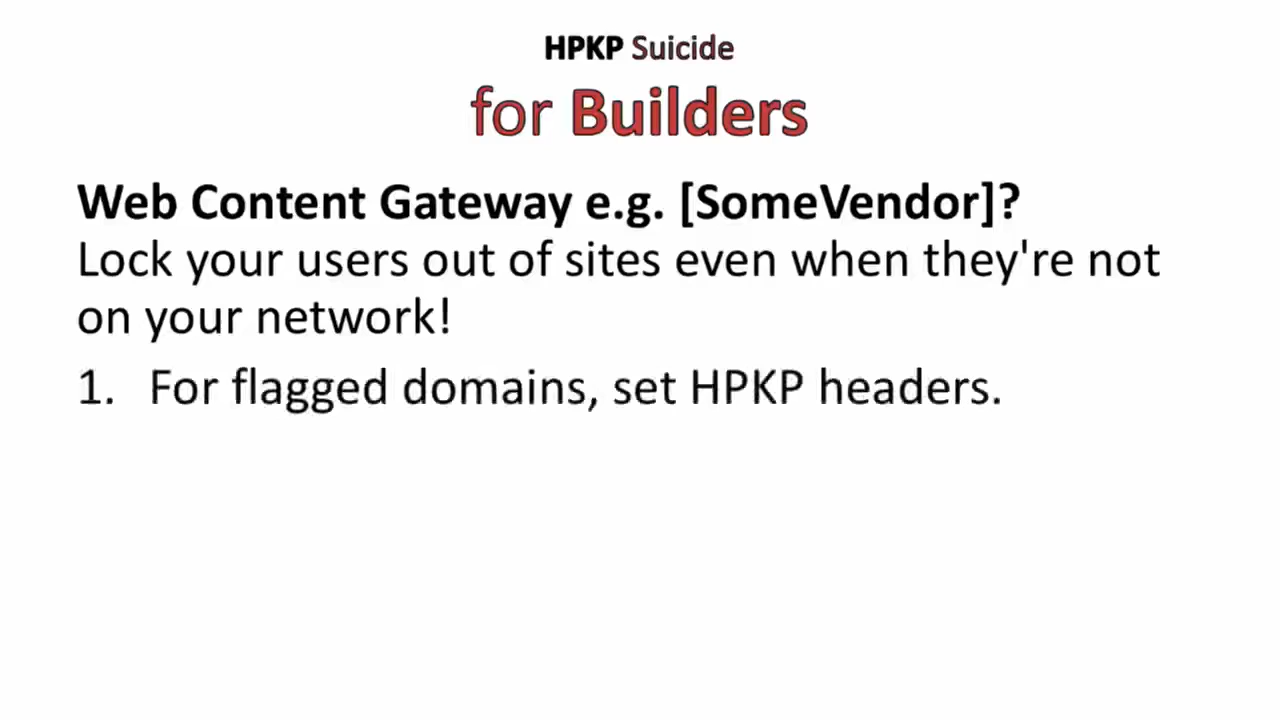 HPKP Suicide
for Builders
Web Content Gateway e.g. [SomeVendor]?
Lock your users out of sites even when they're not
on your network!
1. For flagged domains, set HPKP headers.